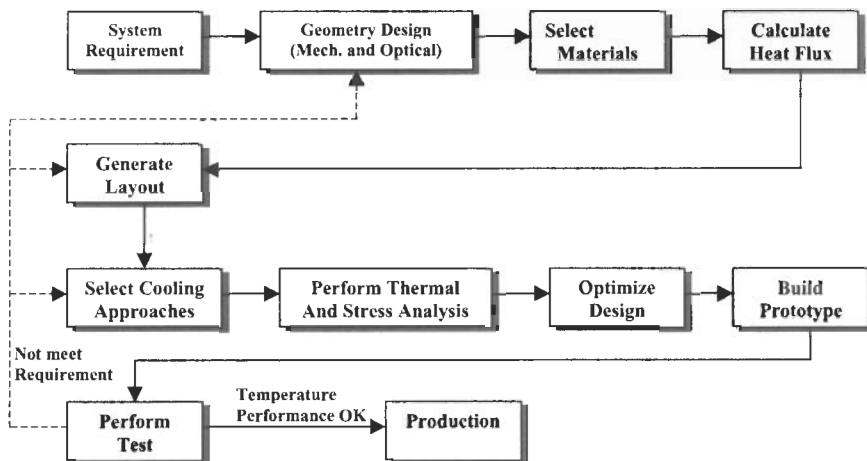 System
Requirement
Geometry Design
(Mech. and Optical)
Select
Materials
Calculate
Heat Flux
Generate
Layout
Select Cooling
Approaches
Perform Thermal
And Stress Analysis
Optimize
Design
Build
Prototype
Not meet
Requirement
Perform
Test
Temperature
Performance OK
Production